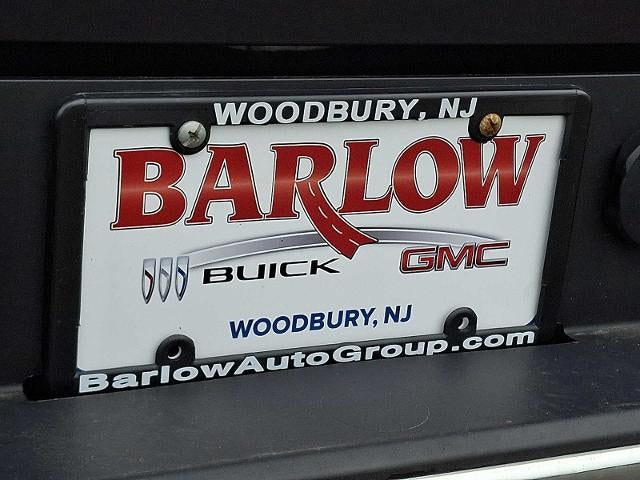 WOODBURY, NJ
BARLOW
BUICK GMC
WOODBURY, NJ
BarlowAutoGroup.com